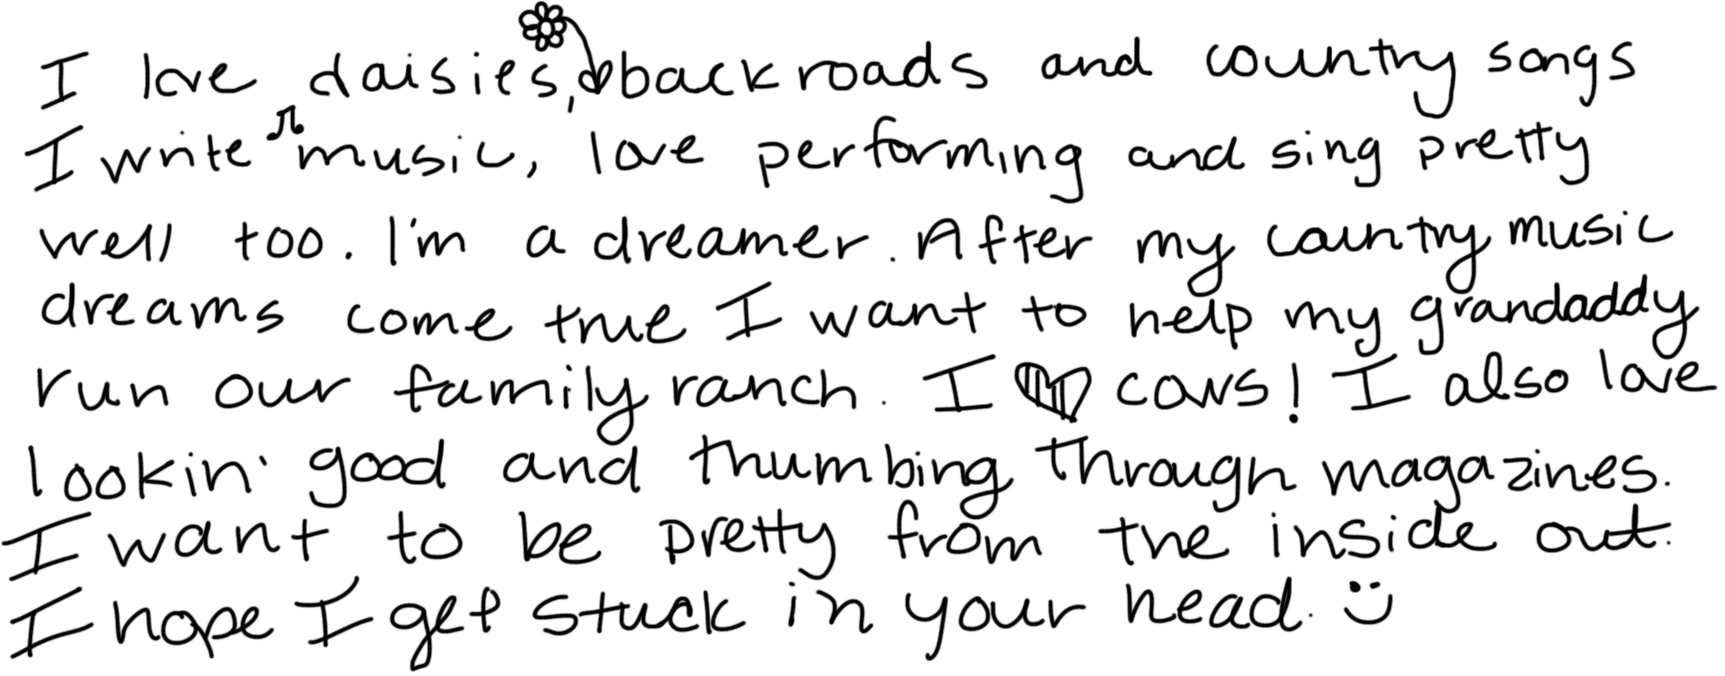 I love daisies, backroads and country songs
I write music, love performing and sing pretty
well too. I'm a dreamer. After my country music
dreams come true I want to help my grandaddy
run our family ranch. I ♥ cows! I also love
lookin' good and thumbing through magazines.
I want to be pretty from the inside out.
I hope I get stuck in your head. :)